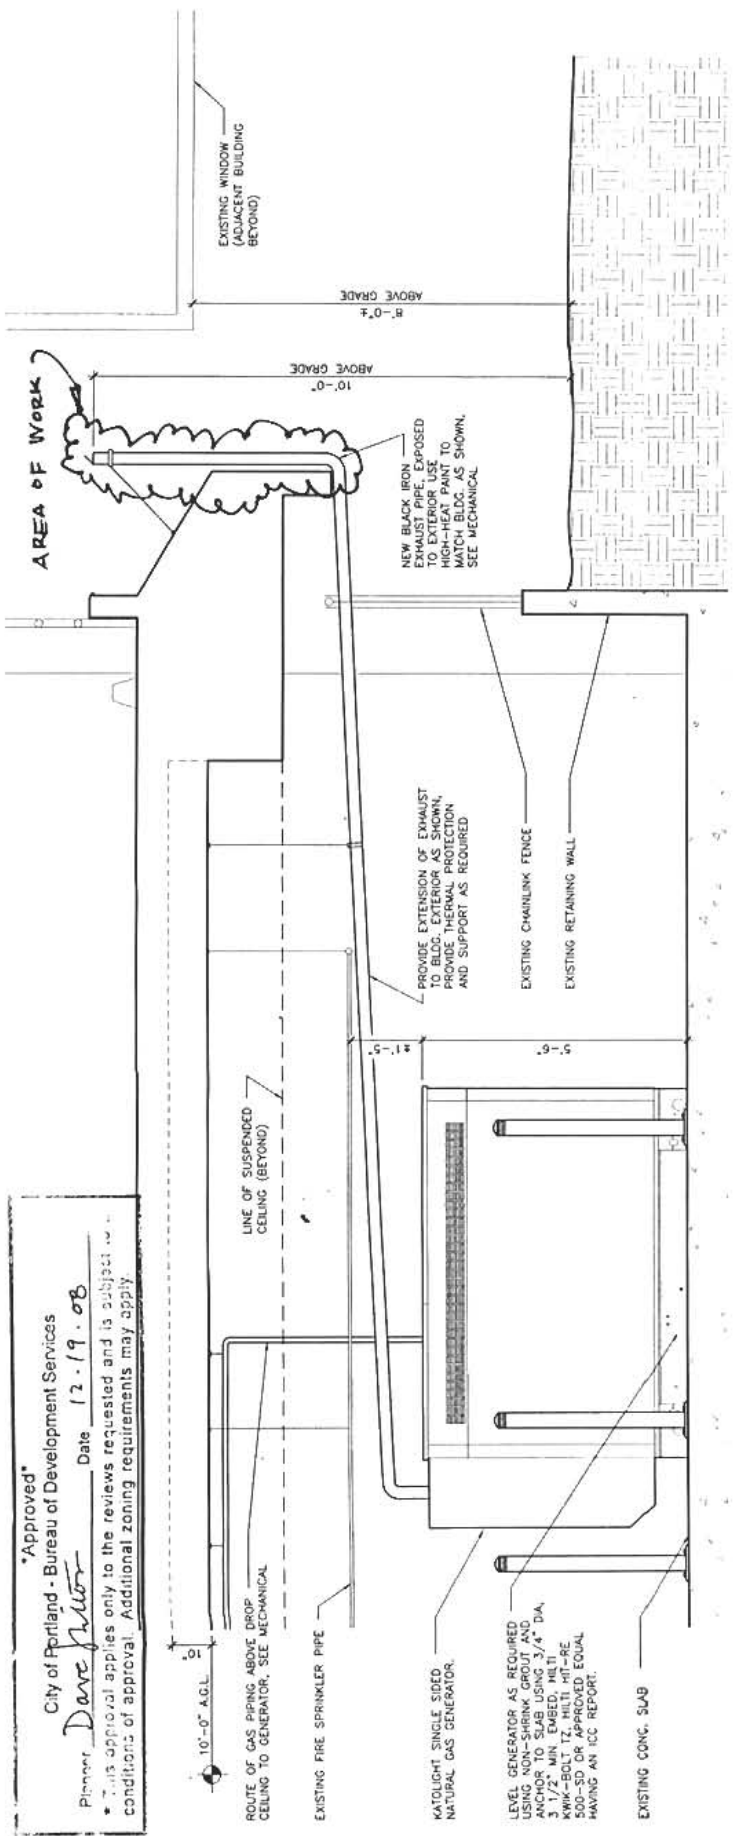 "Approved"
City of Portland - Bureau of Development Services
Planner Dave Date 12.19.08
* This approval applies only to the reviews requested and is subject to
conditions of approval. Additional zoning requirements may apply.
AREA OF WORK
EXISTING WINDOW
(ADJACENT BUILDING
BEYOND)
8'-0"±
ABOVE GRADE
10'-0"
ABOVE GRADE
NEW BLACK IRON
EXHAUST PIPE, EXPOSED
TO EXTERIOR USE
HIGH-HEAT PAINT TO
MATCH BLDG. AS SHOWN,
SEE MECHANICAL
10"
10'-0" A.G.L.
LINE OF SUSPENDED
CEILING (BEYOND)
PROVIDE EXTENSION OF EXHAUST
TO BLDG. EXTERIOR AS SHOWN,
PROVIDE THERMAL PROTECTION
AND SUPPORT AS REQUIRED
EXISTING CHAINLINK FENCE
EXISTING RETAINING WALL
±1'-5"
5'-6"
ROUTE OF GAS PIPING ABOVE DROP
CEILING TO GENERATOR, SEE MECHANICAL
EXISTING FIRE SPRINKLER PIPE
KATOLIGHT SINGLE SIDED
NATURAL GAS GENERATOR.
LEVEL GENERATOR AS REQUIRED
USING NON-SHRINK GROUT AND
ANCHOR TO SLAB USING 3/4" DIA,
3 1/2" MIN. EMBED, HILTI
KWIK-BOLT TZ, HILTI HIT-RE
500-SD OR APPROVED EQUAL
HAVING AN ICC REPORT.
EXISTING CONC. SLAB